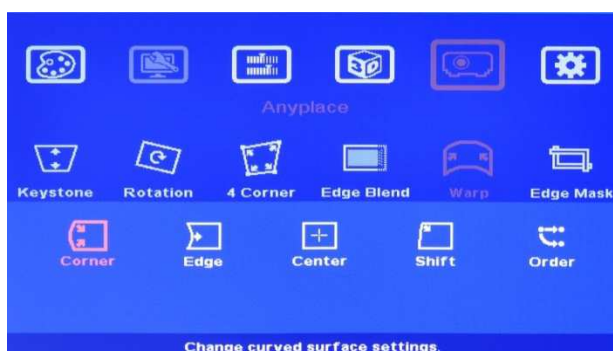 3D
Anyplace
Keystone Rotation 4 Corner Edge Blend Warp Edge Mask
Corner Edge Center Shift Order
Change curved surface settings.